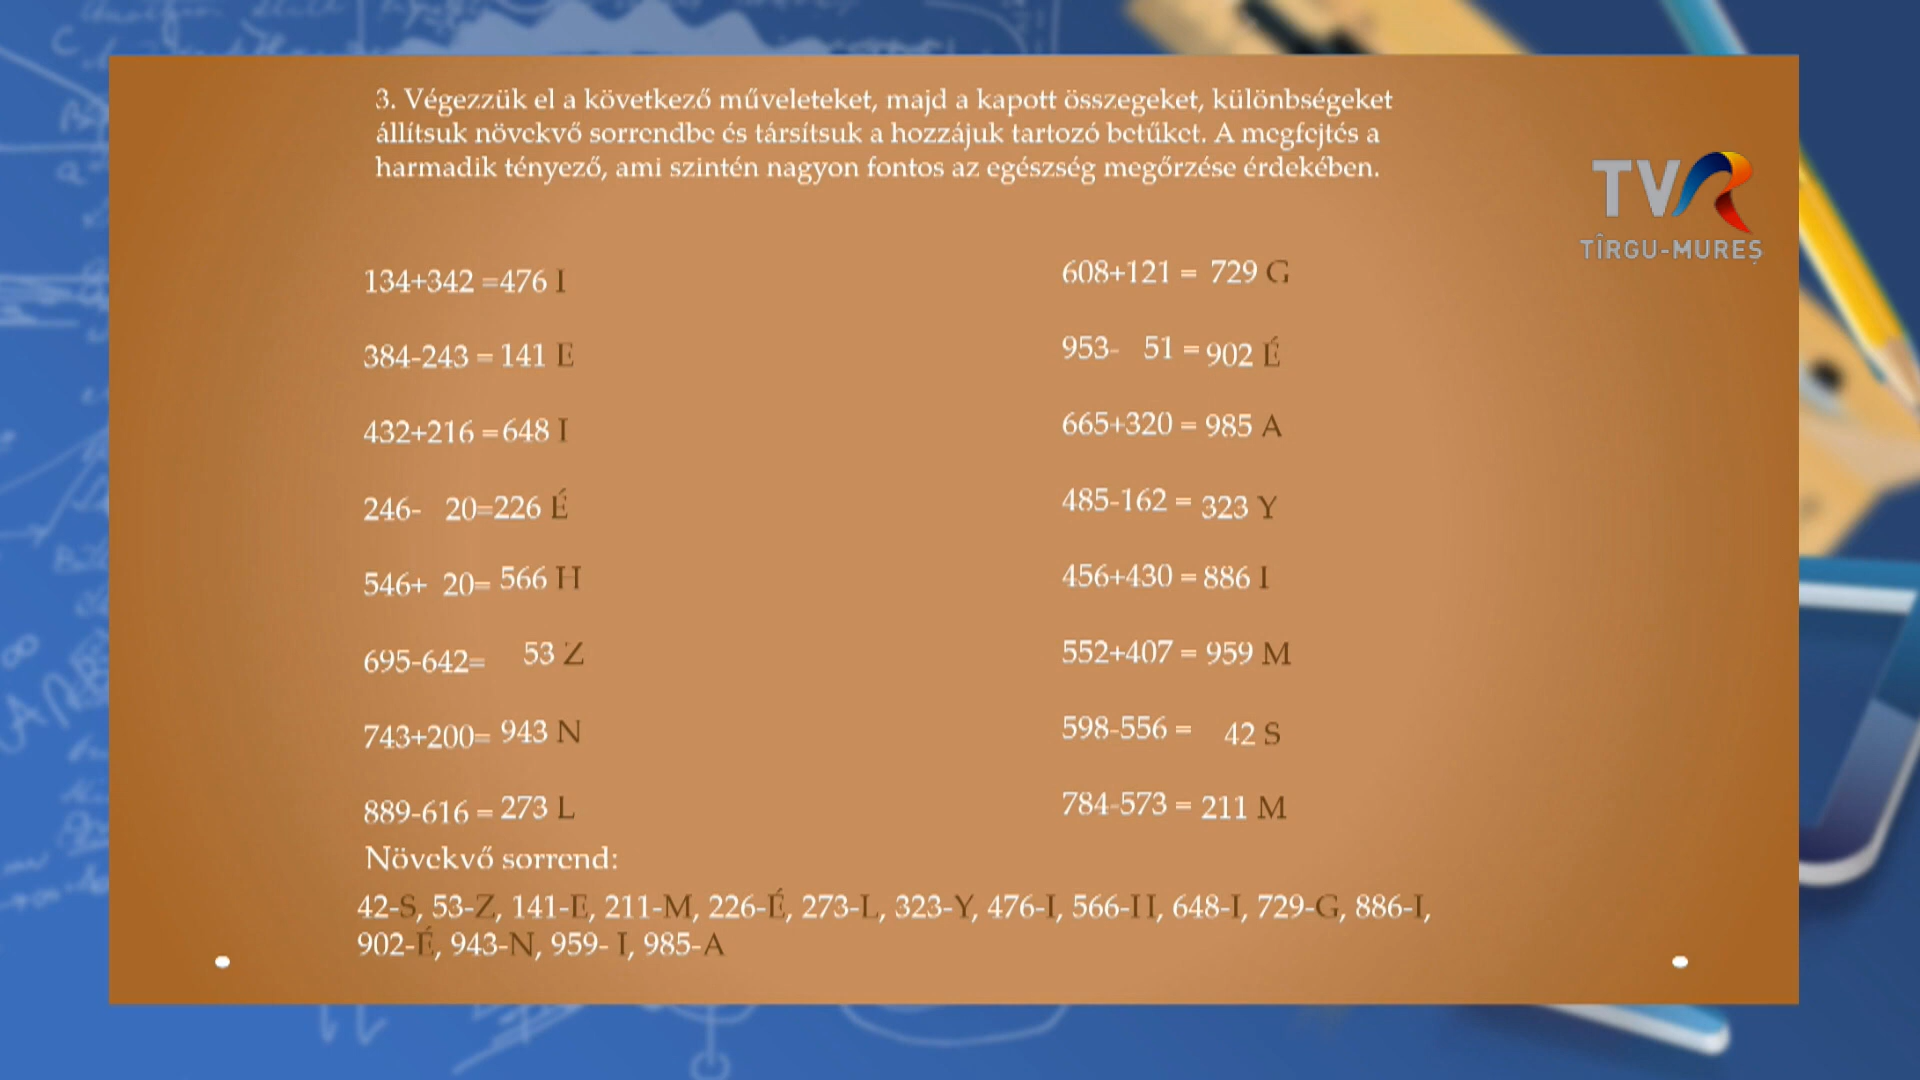 3. Végezzük el a következő műveleteket, majd a kapott összegeket, különbségeket
állítsuk növekvő sorrendbe és társítsuk a hozzájuk tartozó betűket. A megfejtés a
harmadik tényező, ami szintén nagyon fontos az egészség megőrzése érdekében.
TVR
TÎRGU-MUREȘ
134+342 =476 I
384-243 = 141 E
432+216 =648 I
246- 20=226 É
546+ 20= 566 H
695-642= 53 Z
743+200= 943 N
889-616 = 273 L
608+121 = 729 G
953- 51 = 902 É
665+320 = 985 A
485-162 = 323 Y
456+430 = 886 I
552+407 = 959 M
598-556 = 42 S
784-573 = 211 M
Növekvő sorrend:
42-S, 53-Z, 141-E, 211-M, 226-É, 273-L, 323-Y, 476-I, 566-H, 648-I, 729-G, 886-I,
902-É, 943-N, 959- I, 985-A